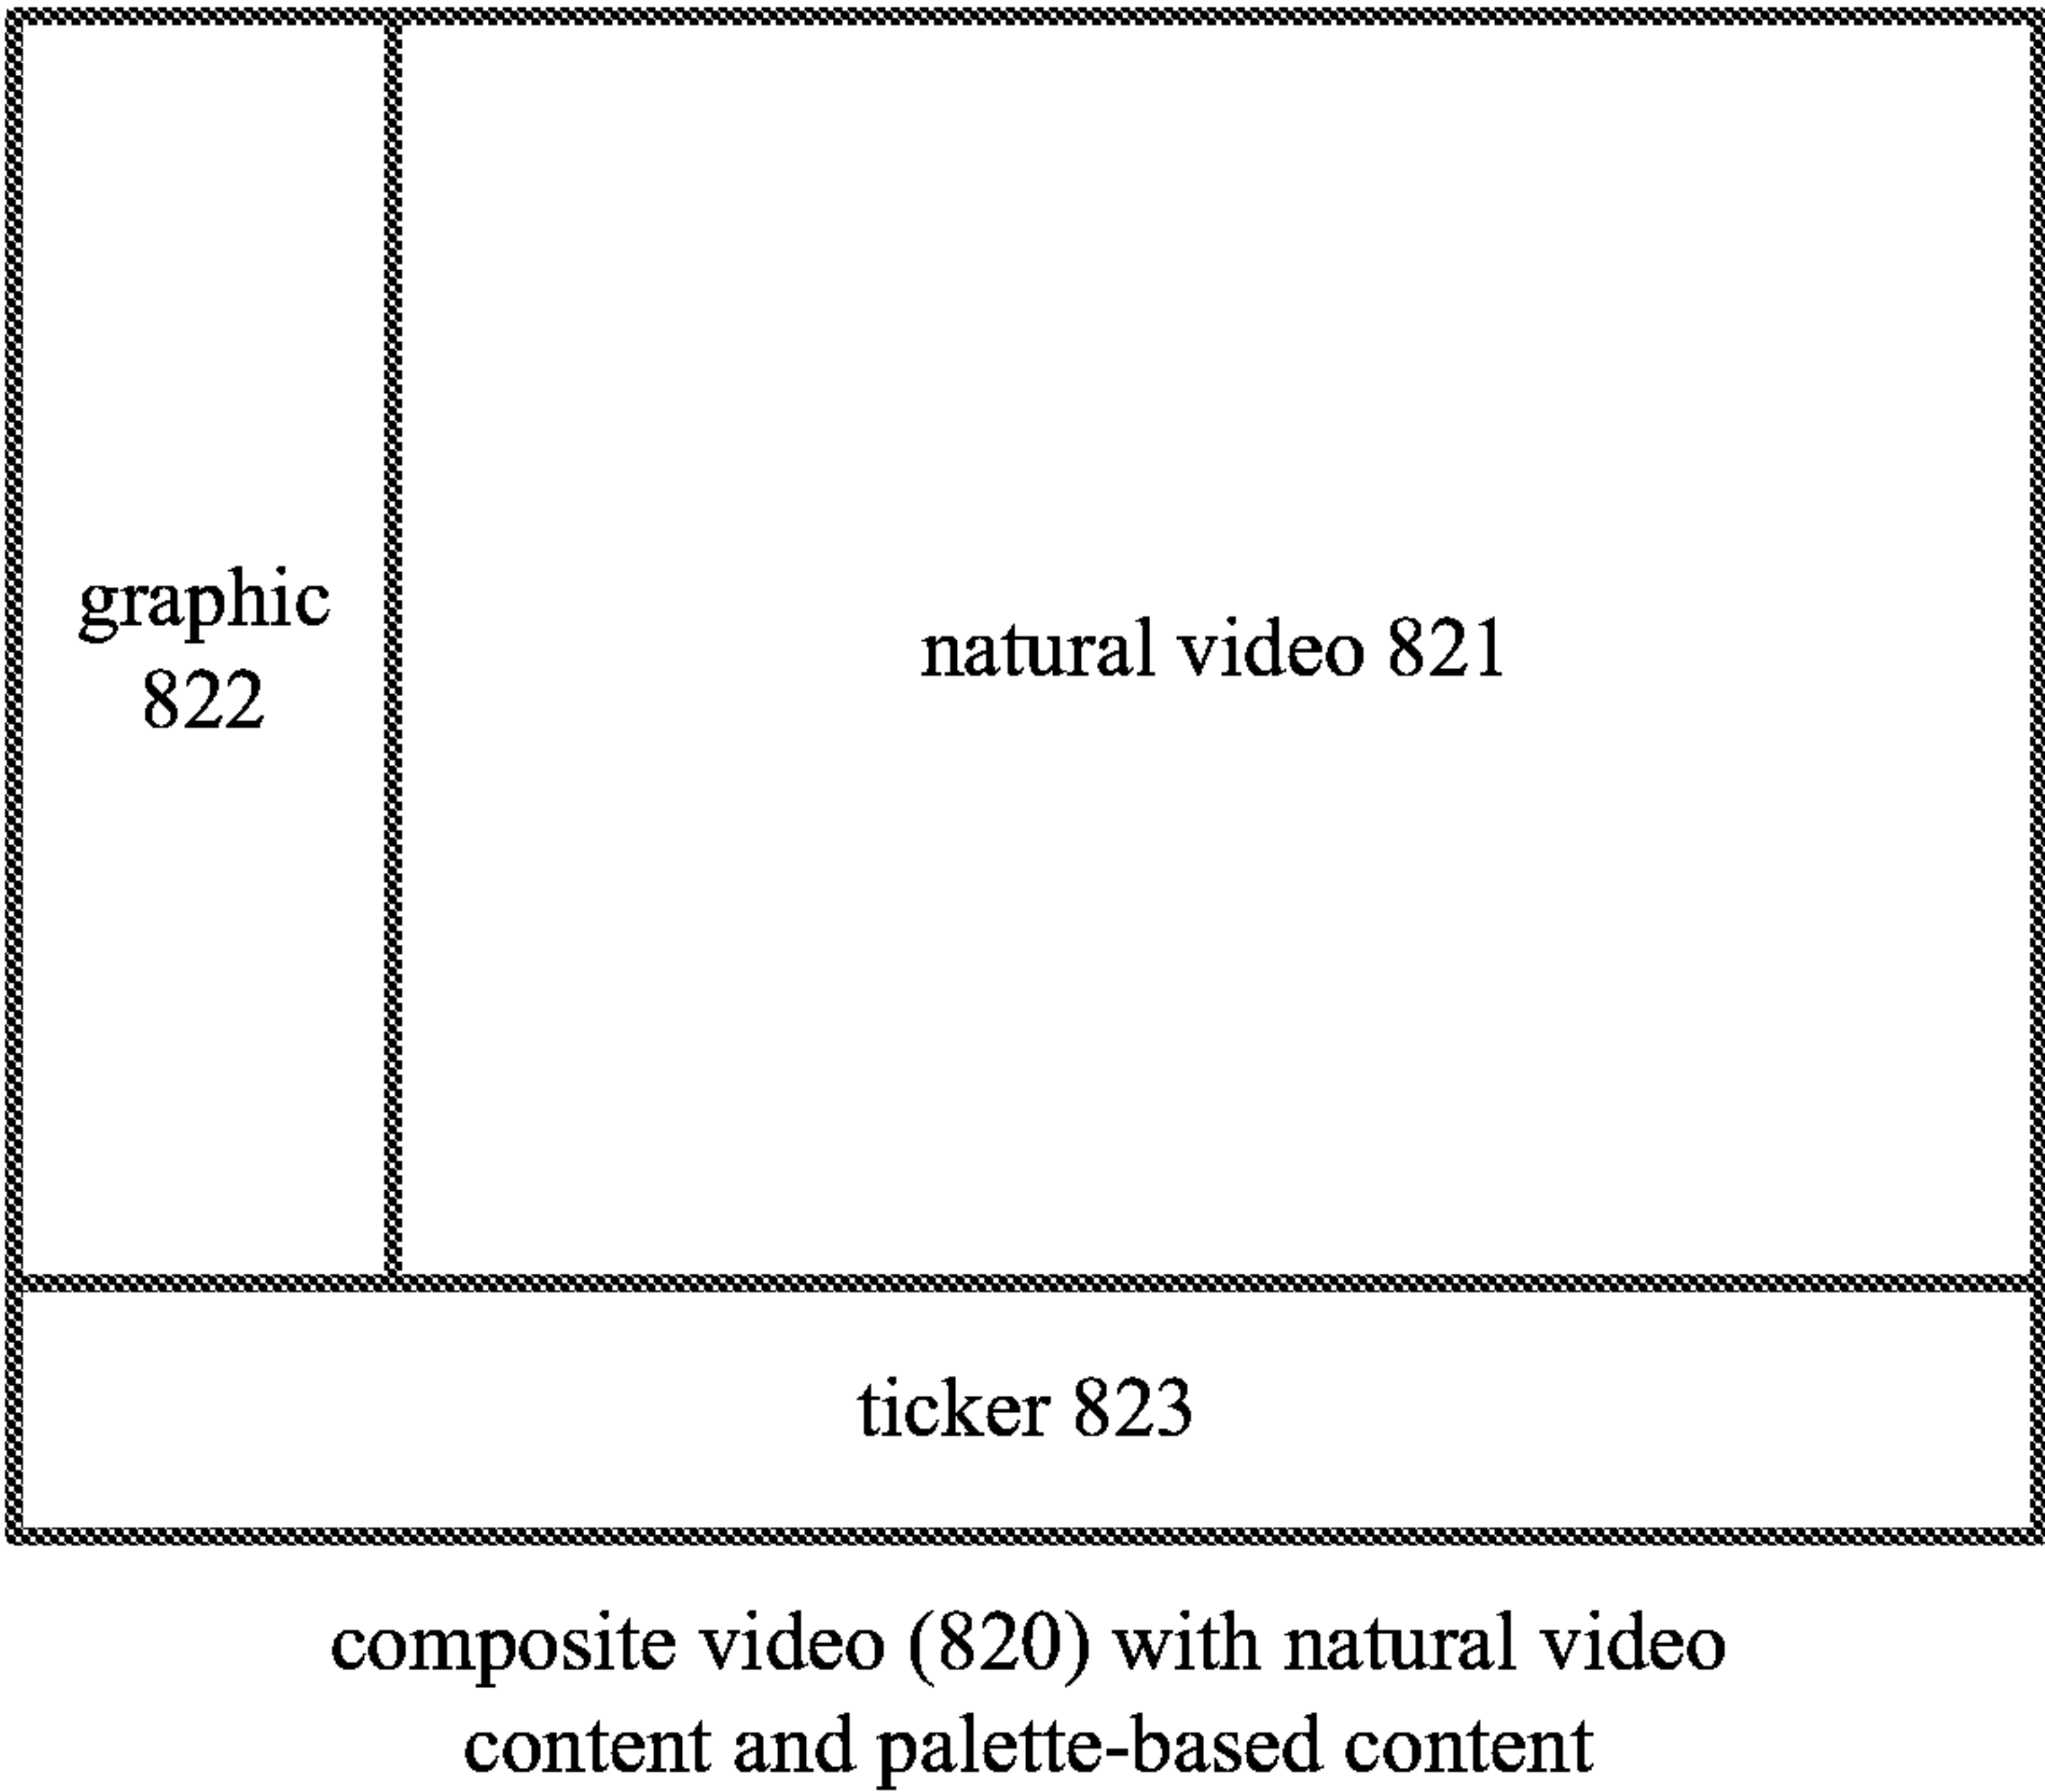 graphic
822
natural video 821
ticker 823
composite video (820) with natural video
content and palette-based content